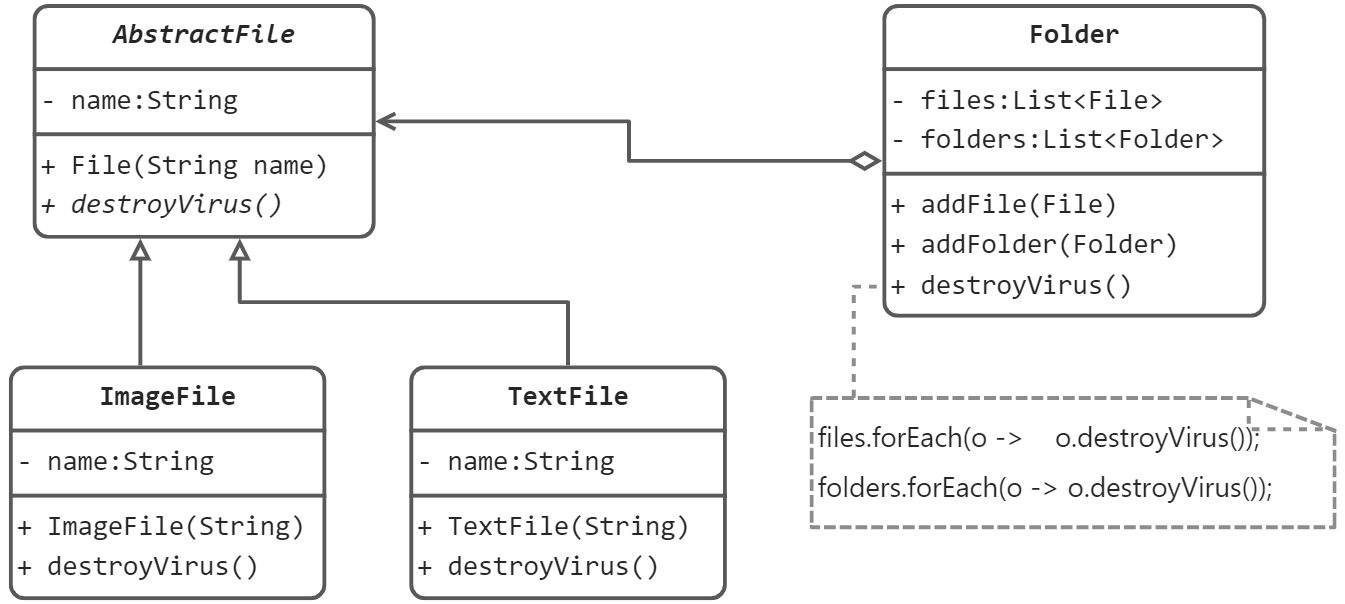 AbstractFile
- name:String
+ File(String name)
+ destroyVirus()
Folder
- files:List<File>
- folders:List<Folder>
+ addFile(File)
+ addFolder(Folder)
+ destroyVirus()
ImageFile
- name:String
+ ImageFile(String)
+ destroyVirus()
TextFile
- name:String
+ TextFile(String)
+ destroyVirus()
files.forEach(o -> o.destroyVirus());
folders.forEach(o -> o.destroyVirus());